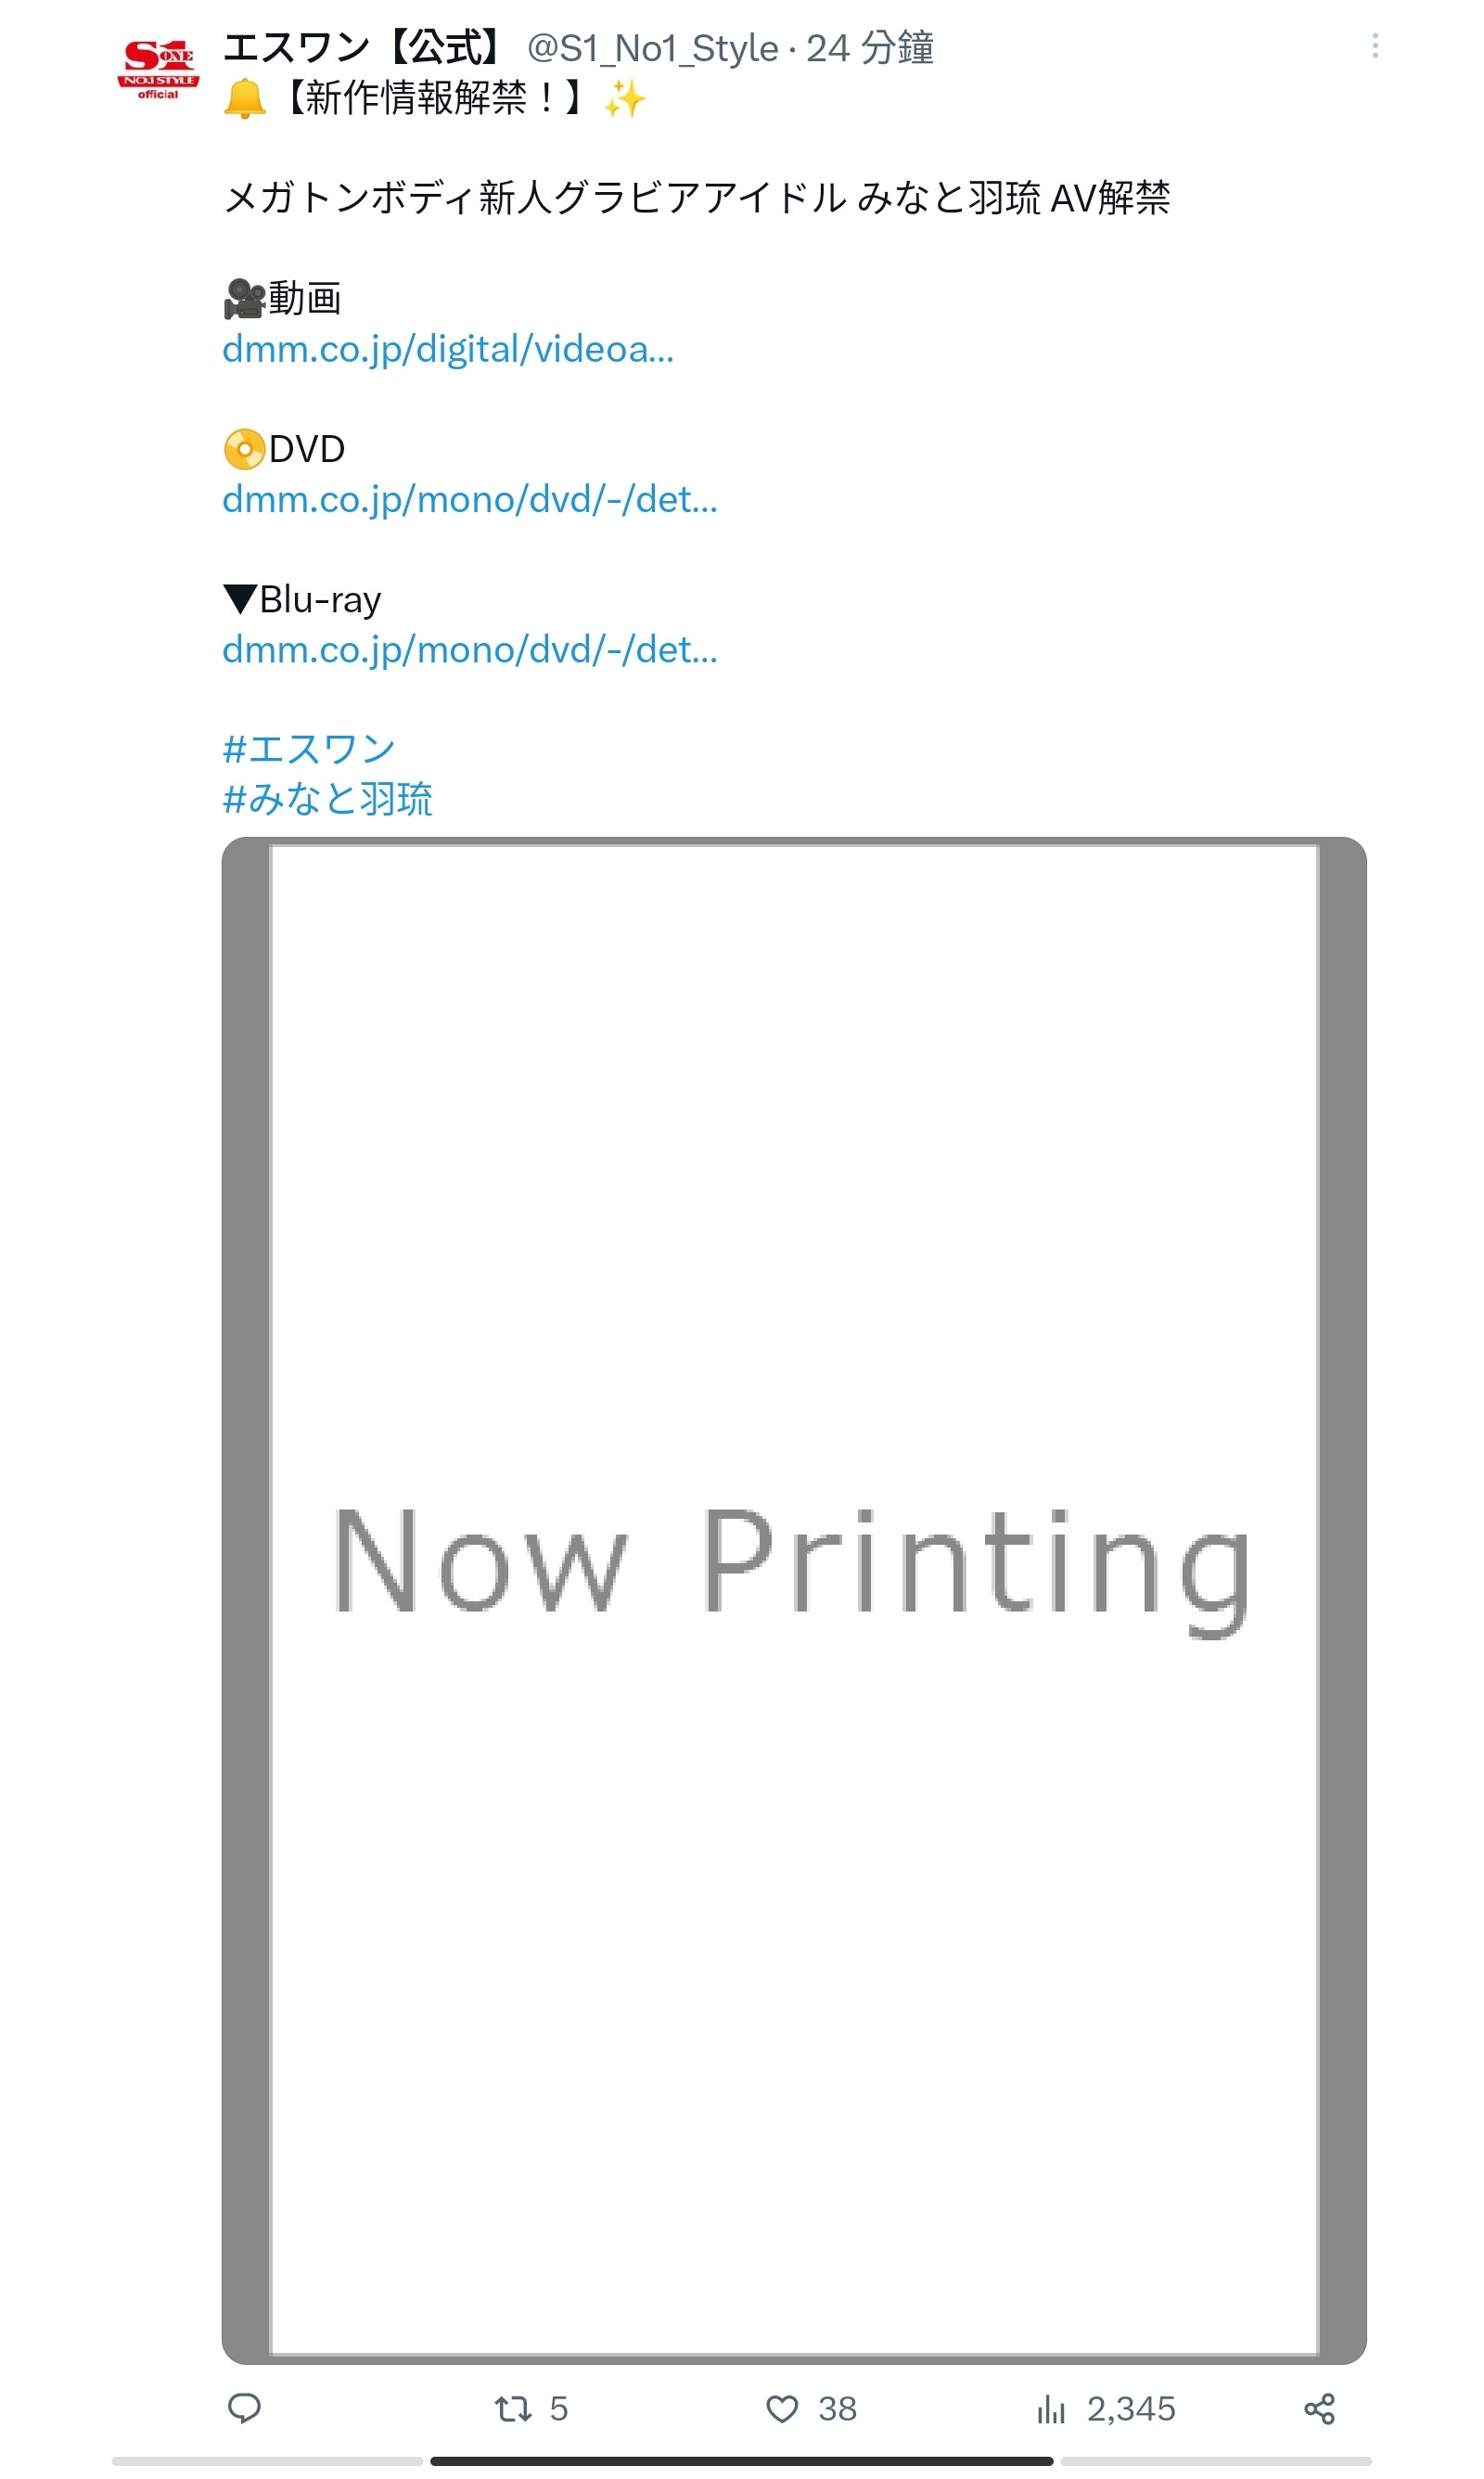 S1 ONE
NO.1 STYLE
official
エスワン【公式】 @S1_No1_Style · 24 分鐘
🔔【新作情報解禁！】✨
メガトンボディ新人グラビアアイドル みなと羽琉 AV解禁
🎥動画
dmm.co.jp/digital/videoa...
📀DVD
dmm.co.jp/mono/dvd/-/det...
▼Blu-ray
dmm.co.jp/mono/dvd/-/det...
#エスワン
#みなと羽琉
Now Printing
5 38 2,345